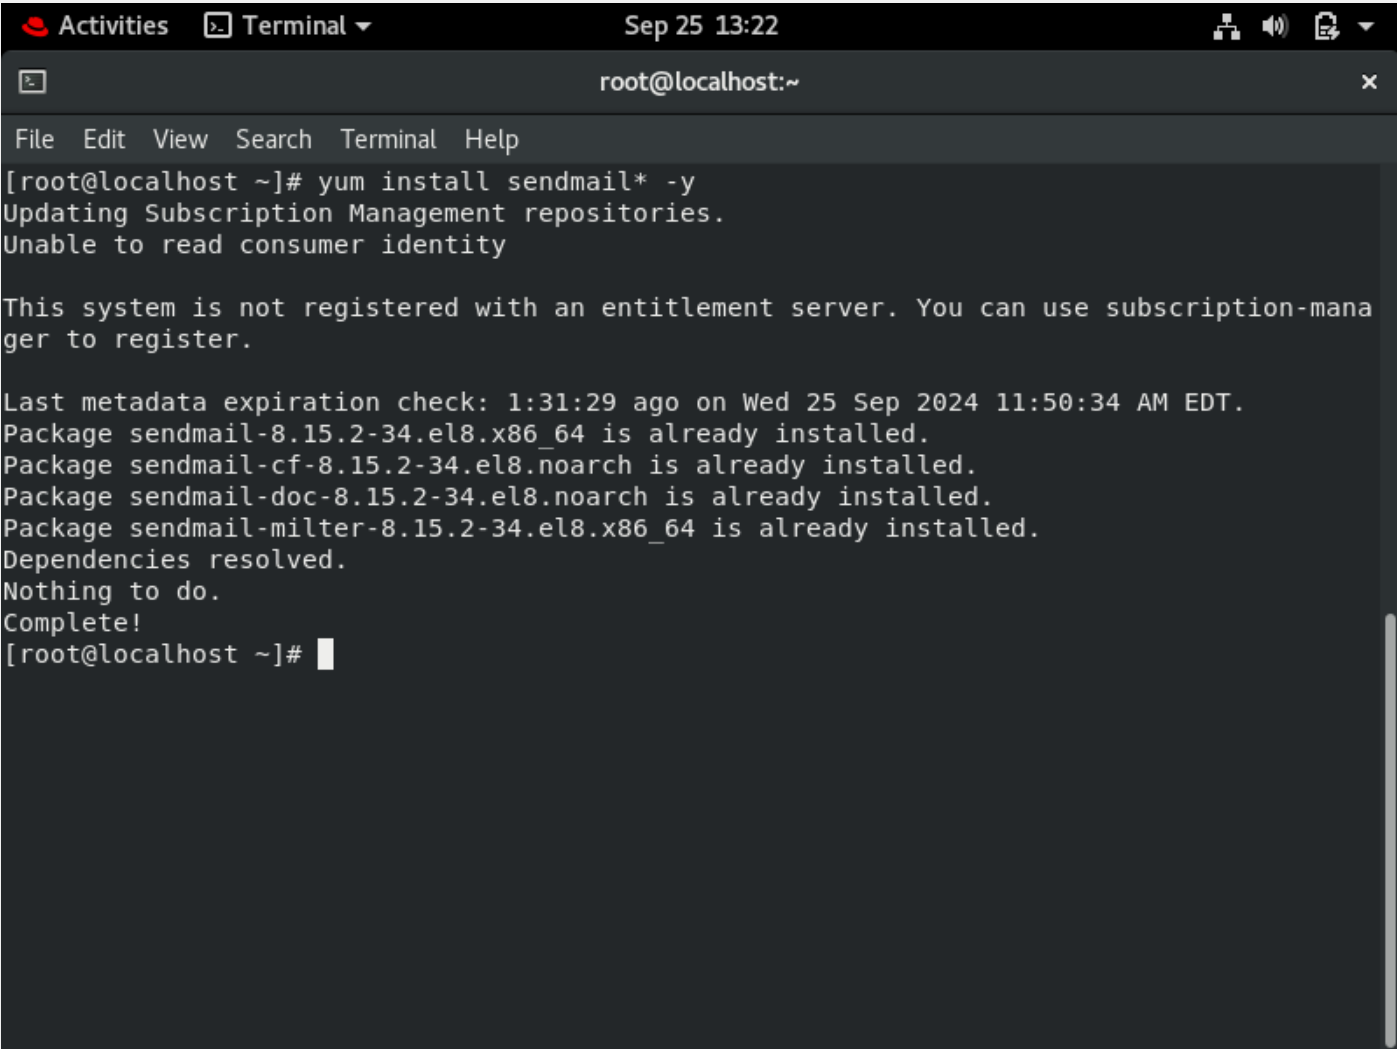 Activities Terminal Sep 25 13:22
root@localhost:~ ×
File Edit View Search Terminal Help
[root@localhost ~]# yum install sendmail* -y
Updating Subscription Management repositories.
Unable to read consumer identity
This system is not registered with an entitlement server. You can use subscription-mana
ger to register.
Last metadata expiration check: 1:31:29 ago on Wed 25 Sep 2024 11:50:34 AM EDT.
Package sendmail-8.15.2-34.el8.x86_64 is already installed.
Package sendmail-cf-8.15.2-34.el8.noarch is already installed.
Package sendmail-doc-8.15.2-34.el8.noarch is already installed.
Package sendmail-milter-8.15.2-34.el8.x86_64 is already installed.
Dependencies resolved.
Nothing to do.
Complete!
[root@localhost ~]#